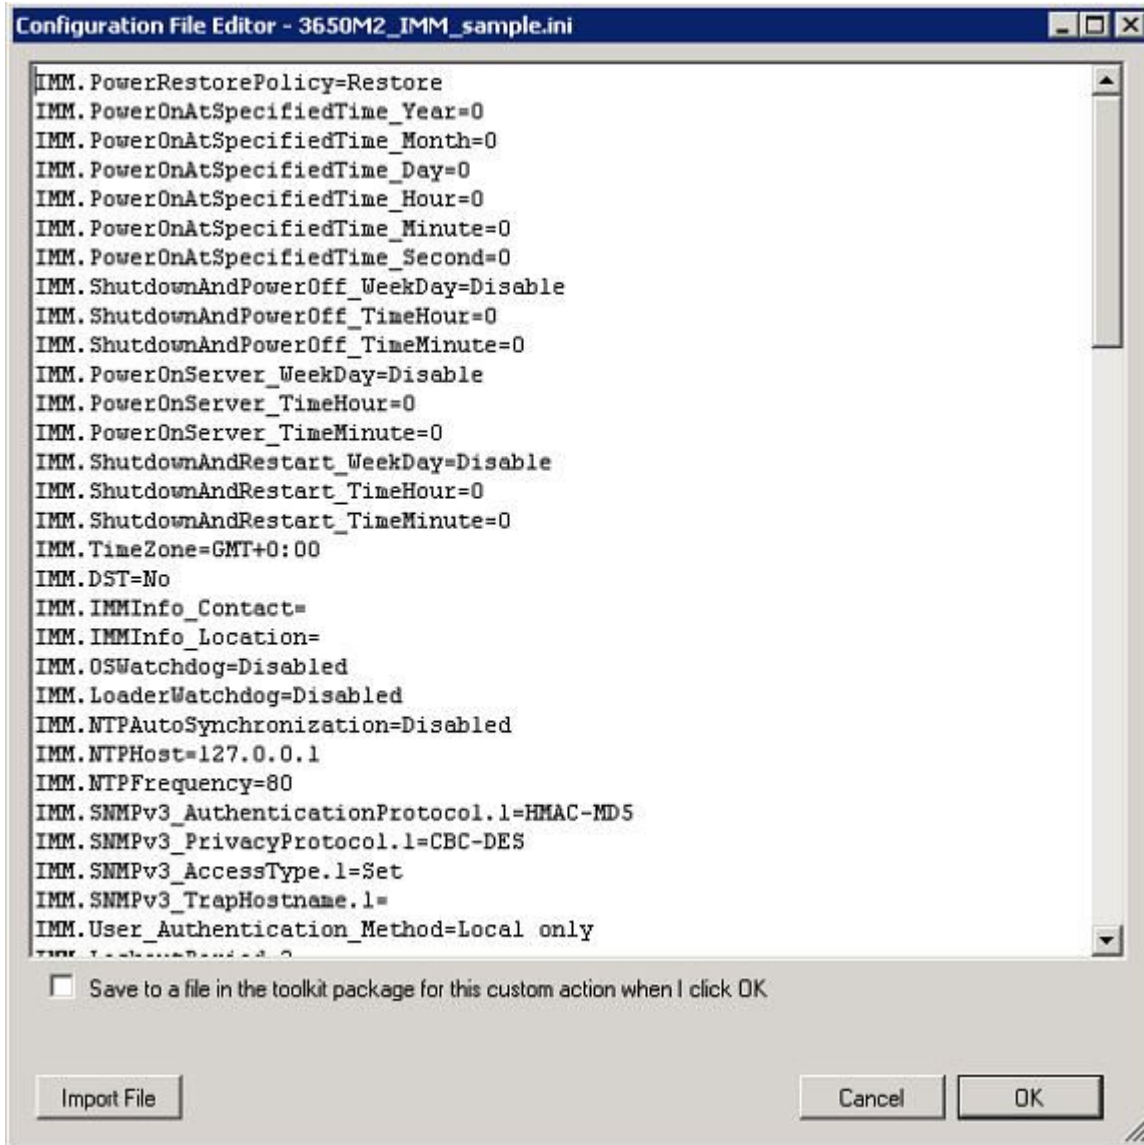 Configuration File Editor - 3650M2_IMM_sample.ini
IMM.PowerRestorePolicy=Restore
IMM.PowerOnAtSpecifiedTime_Year=0
IMM.PowerOnAtSpecifiedTime_Month=0
IMM.PowerOnAtSpecifiedTime_Day=0
IMM.PowerOnAtSpecifiedTime_Hour=0
IMM.PowerOnAtSpecifiedTime_Minute=0
IMM.PowerOnAtSpecifiedTime_Second=0
IMM.ShutdownAndPowerOff_WeekDay=Disable
IMM.ShutdownAndPowerOff_TimeHour=0
IMM.ShutdownAndPowerOff_TimeMinute=0
IMM.PowerOnServer_WeekDay=Disable
IMM.PowerOnServer_TimeHour=0
IMM.PowerOnServer_TimeMinute=0
IMM.ShutdownAndRestart_WeekDay=Disable
IMM.ShutdownAndRestart_TimeHour=0
IMM.ShutdownAndRestart_TimeMinute=0
IMM.TimeZone=GMT+0:00
IMM.DST=No
IMM.IMMInfo_Contact=
IMM.IMMInfo_Location=
IMM.OSWatchdog=Disabled
IMM.LoaderWatchdog=Disabled
IMM.NTPAutoSynchronization=Disabled
IMM.NTPHost=127.0.0.1
IMM.NTPFrequency=80
IMM.SNMPv3_AuthenticationProtocol.1=HMAC-MD5
IMM.SNMPv3_PrivacyProtocol.1=CBC-DES
IMM.SNMPv3_AccessType.1=Set
IMM.SNMPv3_TrapHostname.1=
IMM.User_Authentication_Method=Local only
Save to a file in the toolkit package for this custom action when I click OK
Import File
Cancel
OK